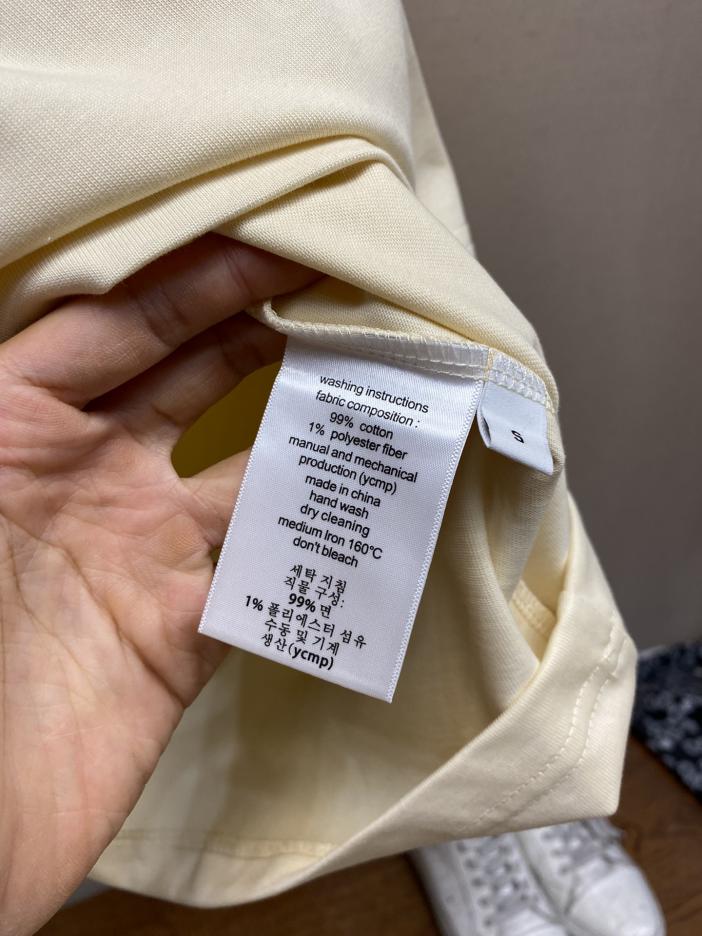 washing instructions
fabric composition :
99% cotton
1% polyester fiber
manual and mechanical
production (ycmp)
made in china
hand wash
dry cleaning
medium Iron 160°C
don't bleach
세탁 지침
직물 구성:
99% 면
1% 폴리에스터 섬유
수동 및 기계
생산(ycmp)
S